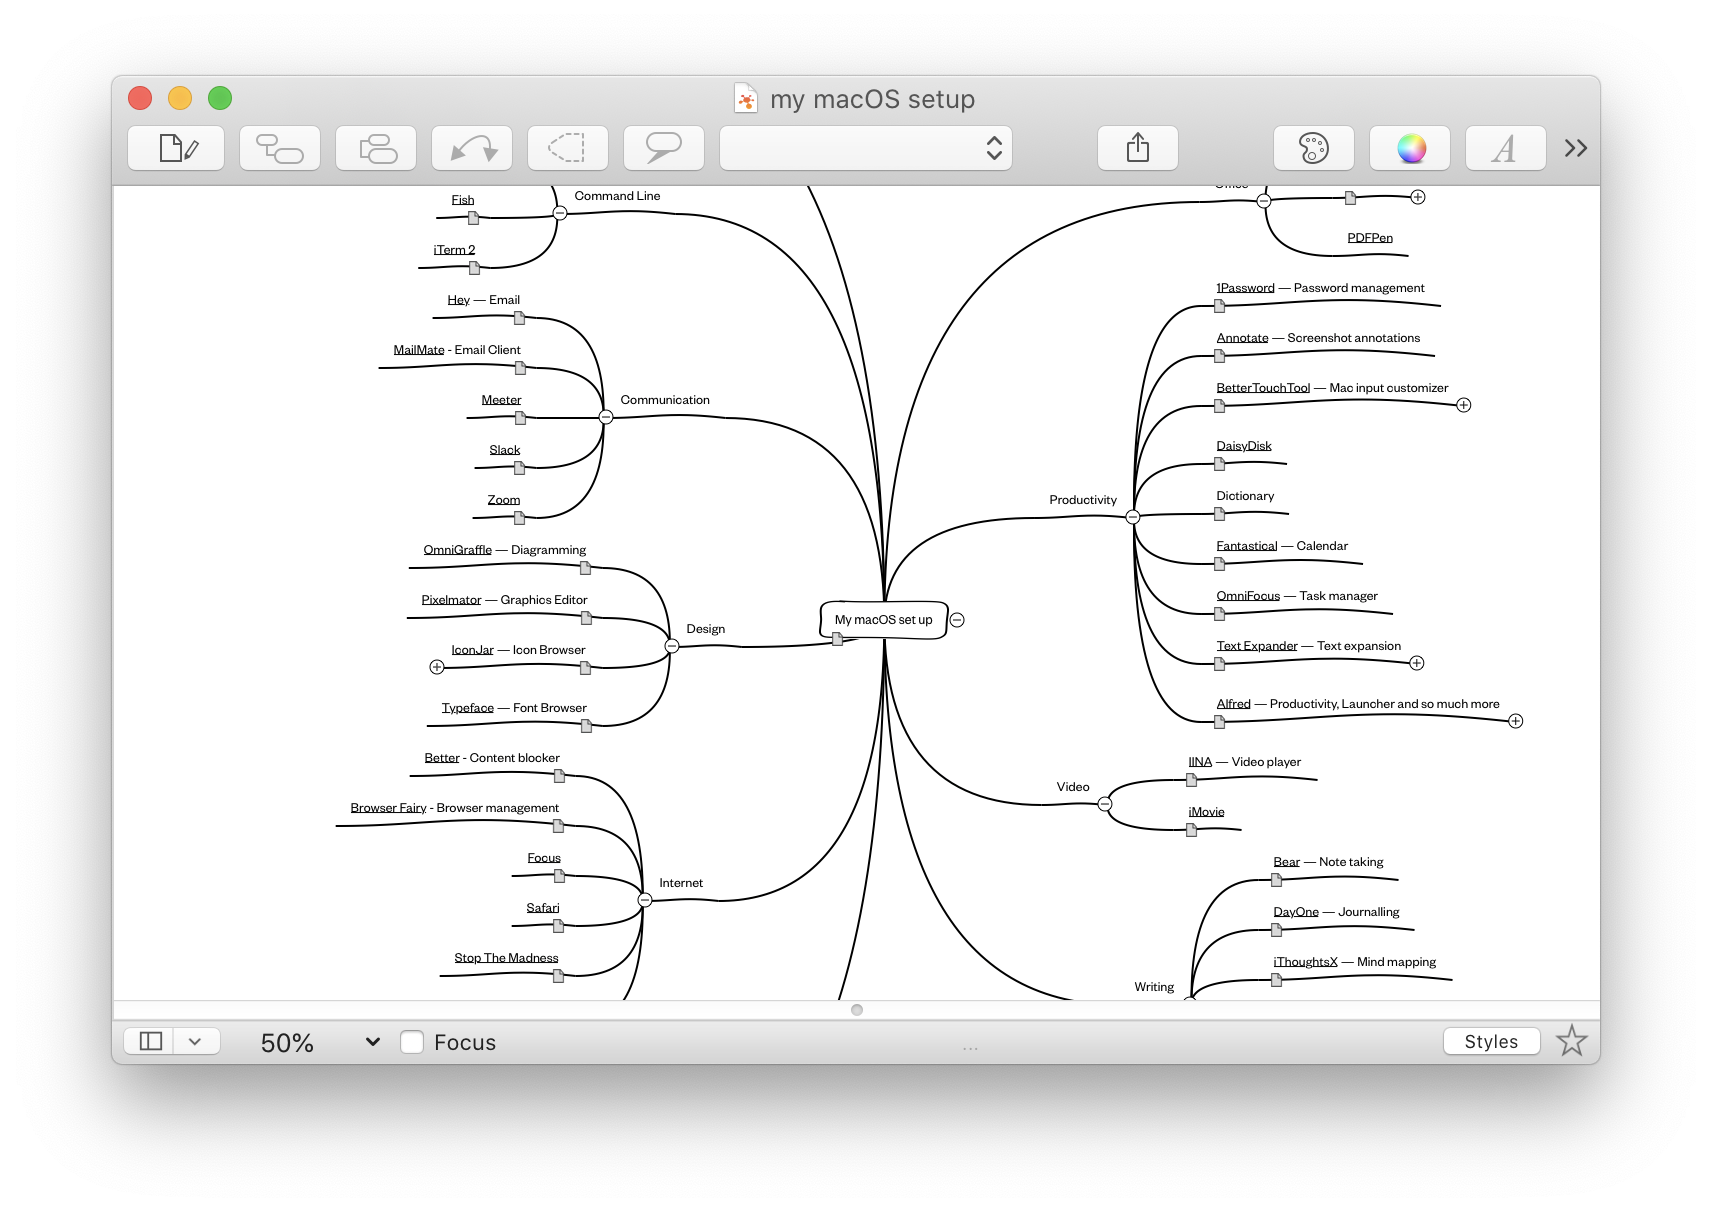 my macOS setup
Command Line
Fish
iTerm 2
Hey — Email
MailMate - Email Client
Meeter
Communication
Slack
Zoom
OmniGraffle — Diagramming
Pixelmator — Graphics Editor
Design
IconJar — Icon Browser
Typeface — Font Browser
Better - Content blocker
Browser Fairy - Browser management
Focus
Internet
Safari
Stop The Madness
My macOS set up
PDFPen
1Password — Password management
Annotate — Screenshot annotations
BetterTouchTool — Mac input customizer
DaisyDisk
Productivity
Dictionary
Fantastical — Calendar
OmniFocus — Task manager
Text Expander — Text expansion
Alfred — Productivity, Launcher and so much more
IINA — Video player
Video
iMovie
Bear — Note taking
DayOne — Journalling
iThoughtsX — Mind mapping
Writing
50%
Focus
...
Styles